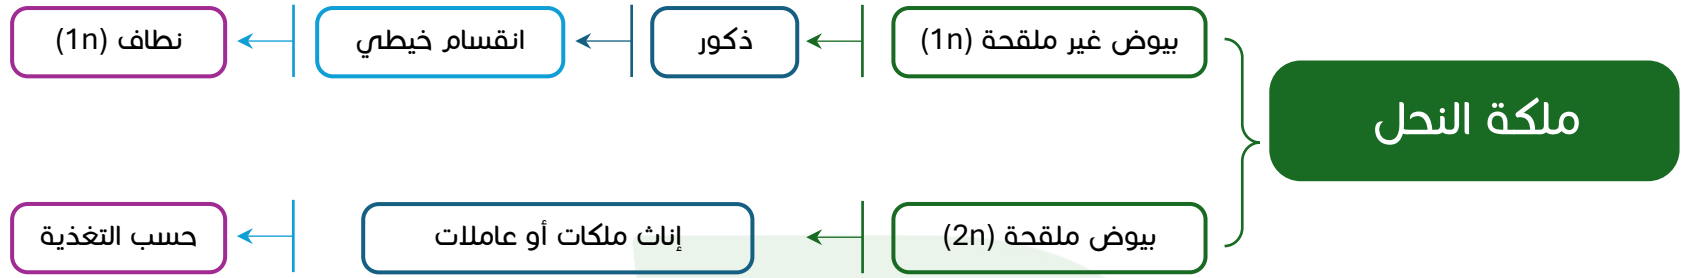 ملكة النحل
بيوض غير ملقحة (1n)
ذكور
انقسام خيطي
نطاف (1n)
بيوض ملقحة (2n)
إناث ملكات أو عاملات
حسب التغذية